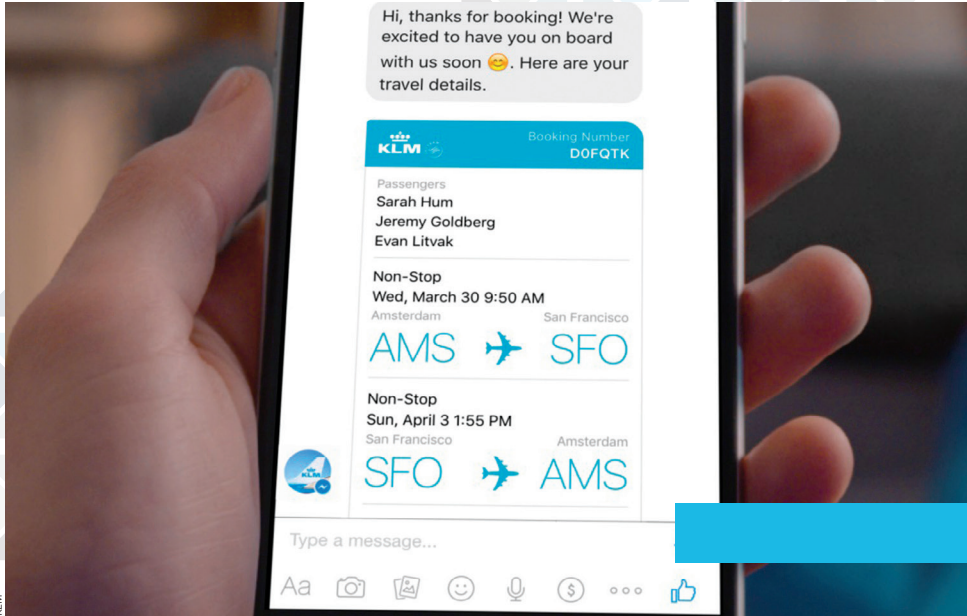 Hi, thanks for booking! We're
excited to have you on board
with us soon 😊. Here are your
travel details.
KLM
Booking Number
D0FQTK
Passengers
Sarah Hum
Jeremy Goldberg
Evan Litvak
Non-Stop
Wed, March 30 9:50 AM
Amsterdam San Francisco
AMS SFO
Non-Stop
Sun, April 3 1:55 PM
San Francisco Amsterdam
SFO AMS
KLM
Type a message...
Aa
$
KLM